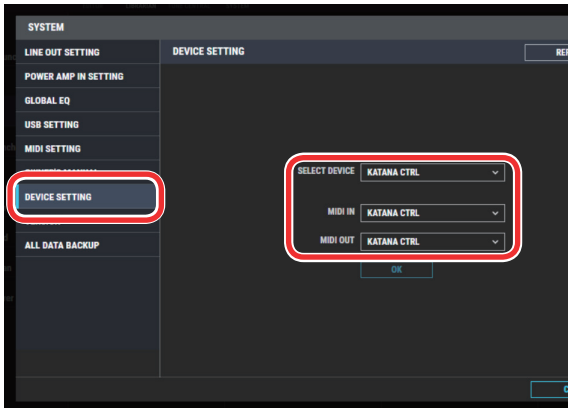 SYSTEM
LINE OUT SETTING
DEVICE SETTING
POWER AMP IN SETTING
GLOBAL EQ
USB SETTING
MIDI SETTING
DEVICE SETTING
ALL DATA BACKUP
SELECT DEVICE KATANA CTRL
MIDI IN KATANA CTRL
MIDI OUT KATANA CTRL
OK